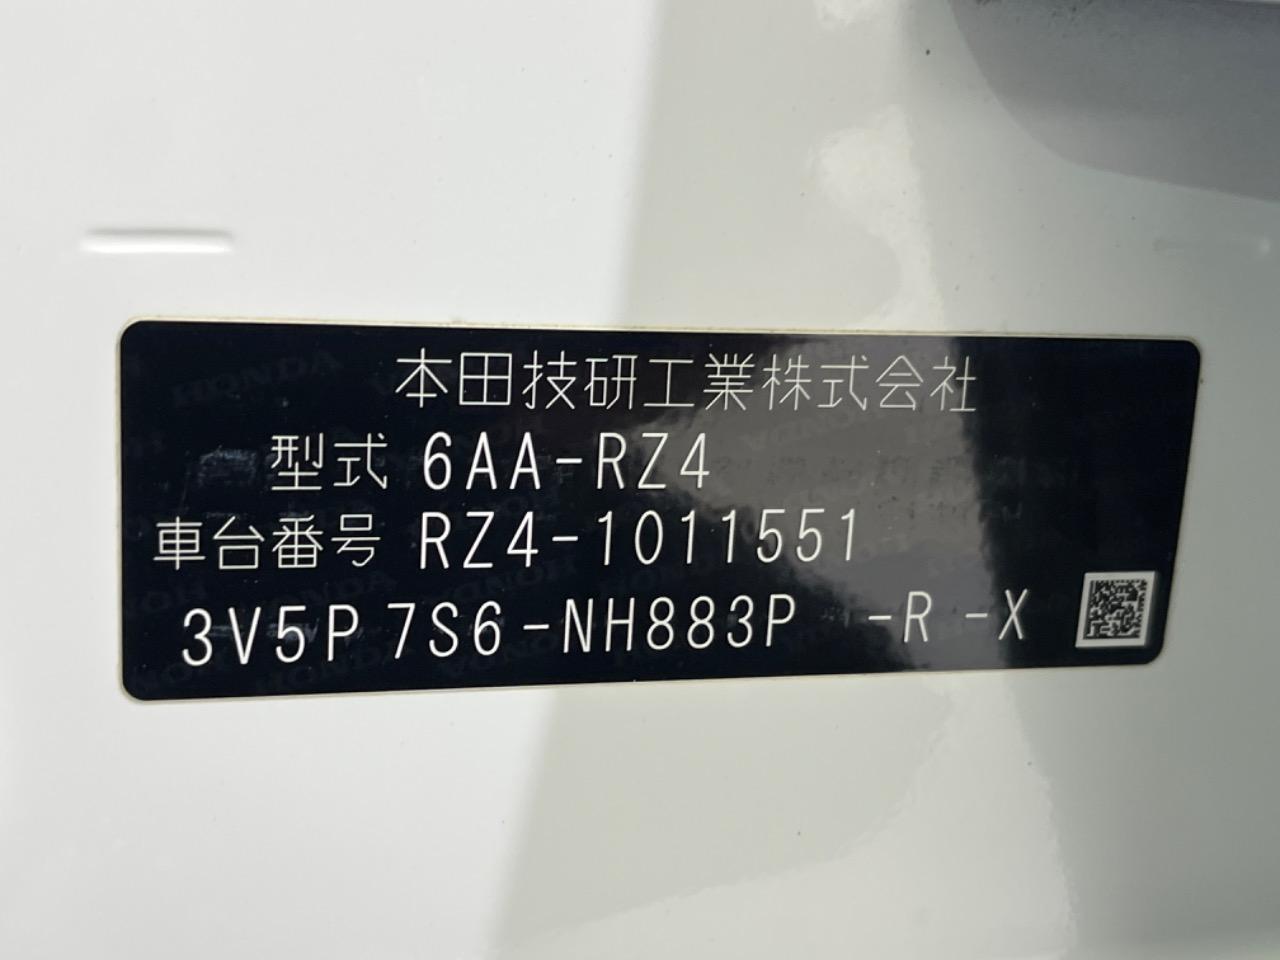 本田技研工業株式会社
型式 6AA-RZ4
車台番号 RZ4-1011551
3V5P 7S6-NH883P -R -X